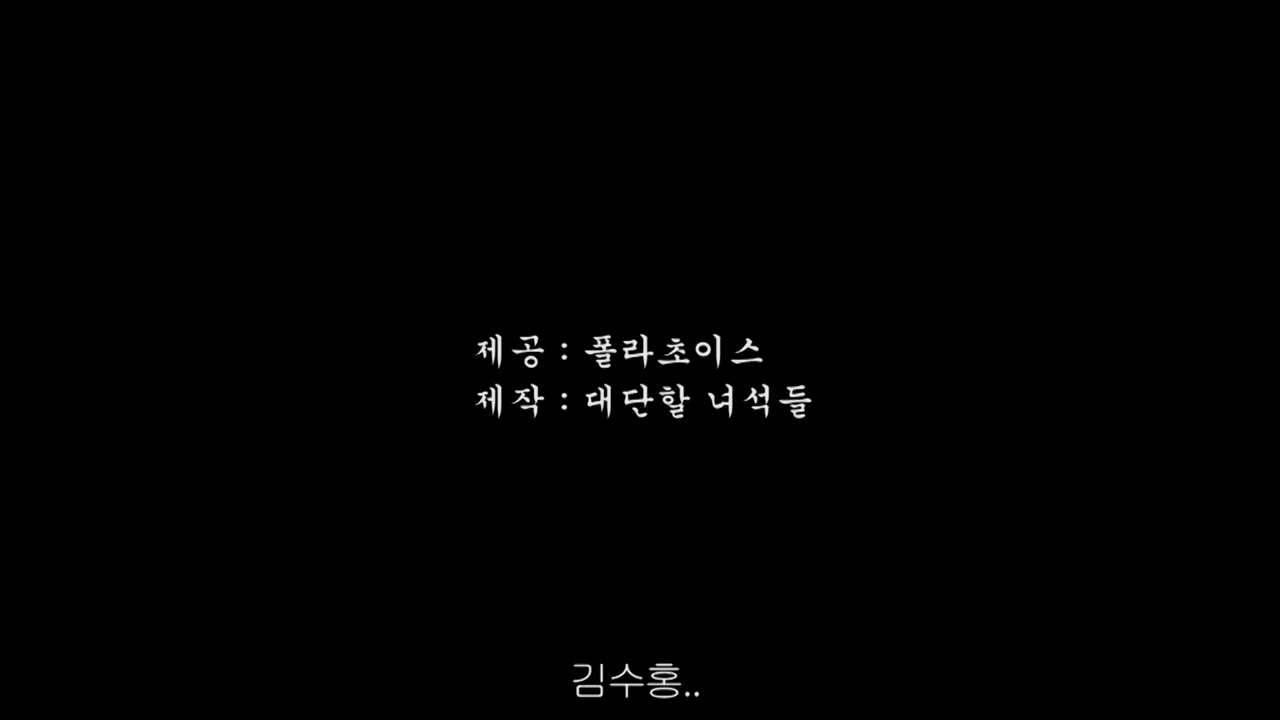 제공 : 폴라초이스
제작 : 대단할 녀석들
김수홍..